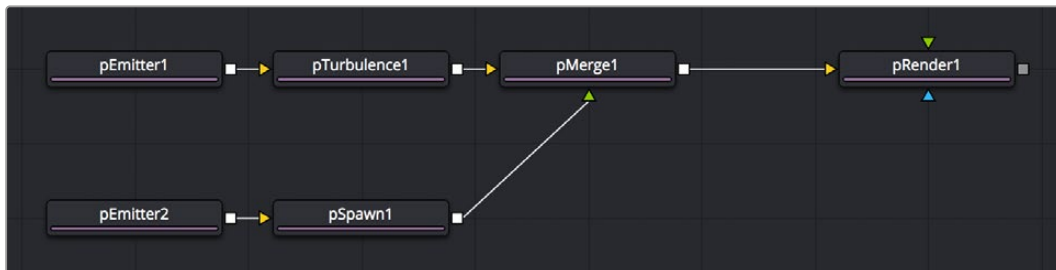 pEmitter1
pTurbulence1
pMerge1
pRender1
pEmitter2
pSpawn1